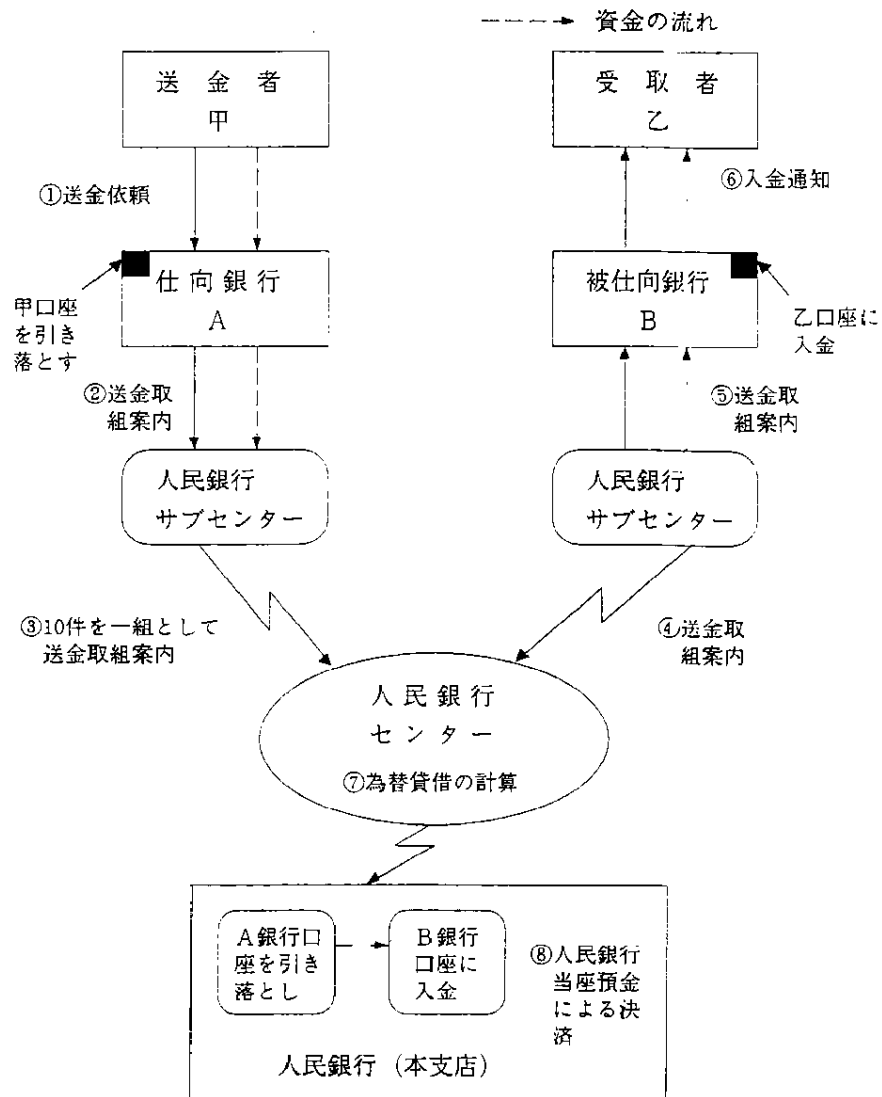 資金の流れ
送金者
甲
受取者
乙
①送金依頼
⑥入金通知
仕向銀行
A
被仕向銀行
B
甲口座
を引き
落とす
乙口座に
入金
②送金取
組案内
⑤送金取
組案内
人民銀行
サブセンター
人民銀行
サブセンター
③10件を一組として
送金取組案内
④送金取
組案内
人民銀行
センター
⑦為替貸借の計算
A銀行口
座を引き
落とし
B銀行
口座に
入金
⑧人民銀行
当座預金
による決
済
人民銀行(本支店)